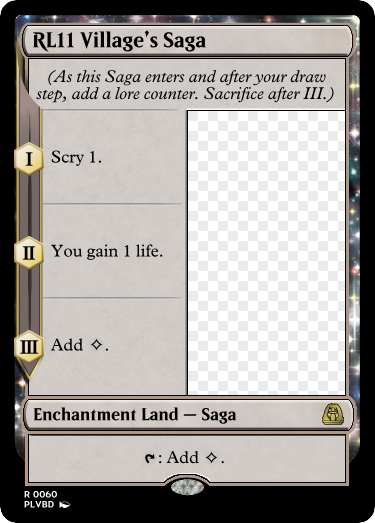 RL11 Village's Saga
(As this Saga enters and after your draw
step, add a lore counter. Sacrifice after III.)
I
Scry 1.
II
You gain 1 life.
III
Add ⟡.
Enchantment Land — Saga
: Add ⟡.
R 0060
PLVBD